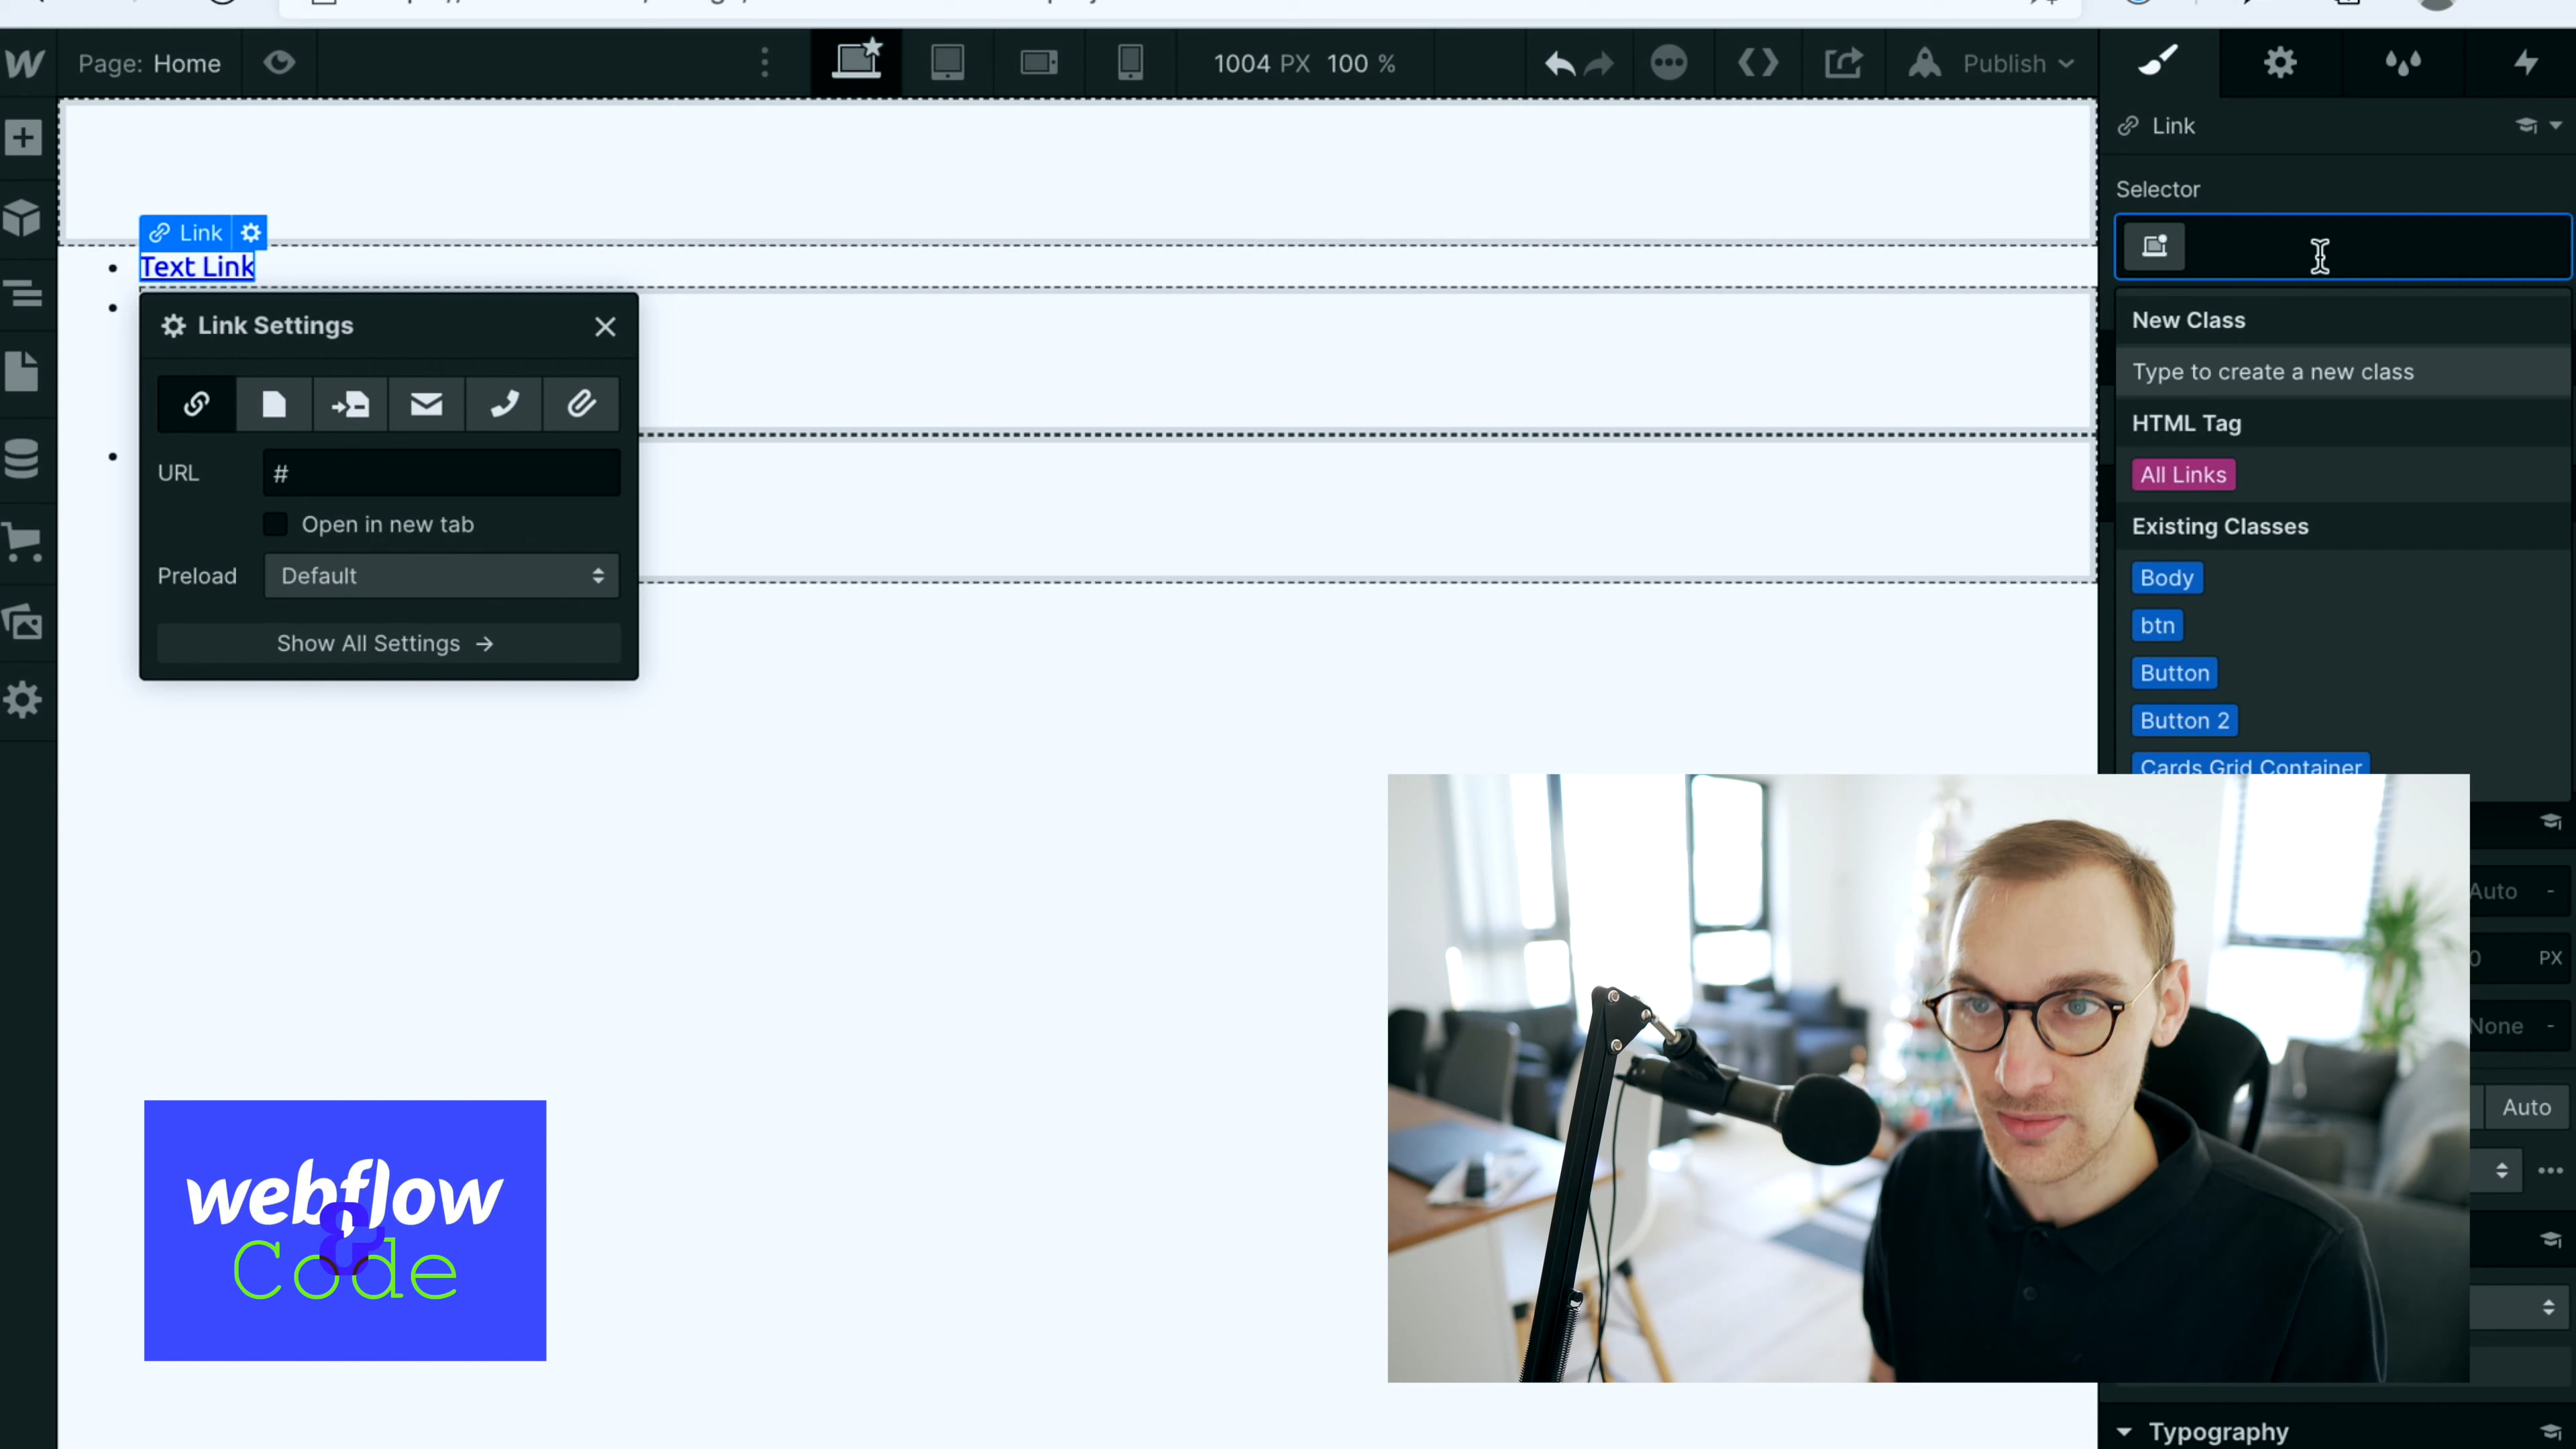 Page: Home
1004 PX 100 %
Publish
Link
Selector
Link
Text Link
New Class
Type to create a new class
HTML Tag
All Links
Existing Classes
Body
btn
Button
Button 2
Cards Grid Container
Link Settings
URL #
Open in new tab
Preload Default
Show All Settings →
Auto -
0 PX
None -
Auto
webflow
&
Code
Typography